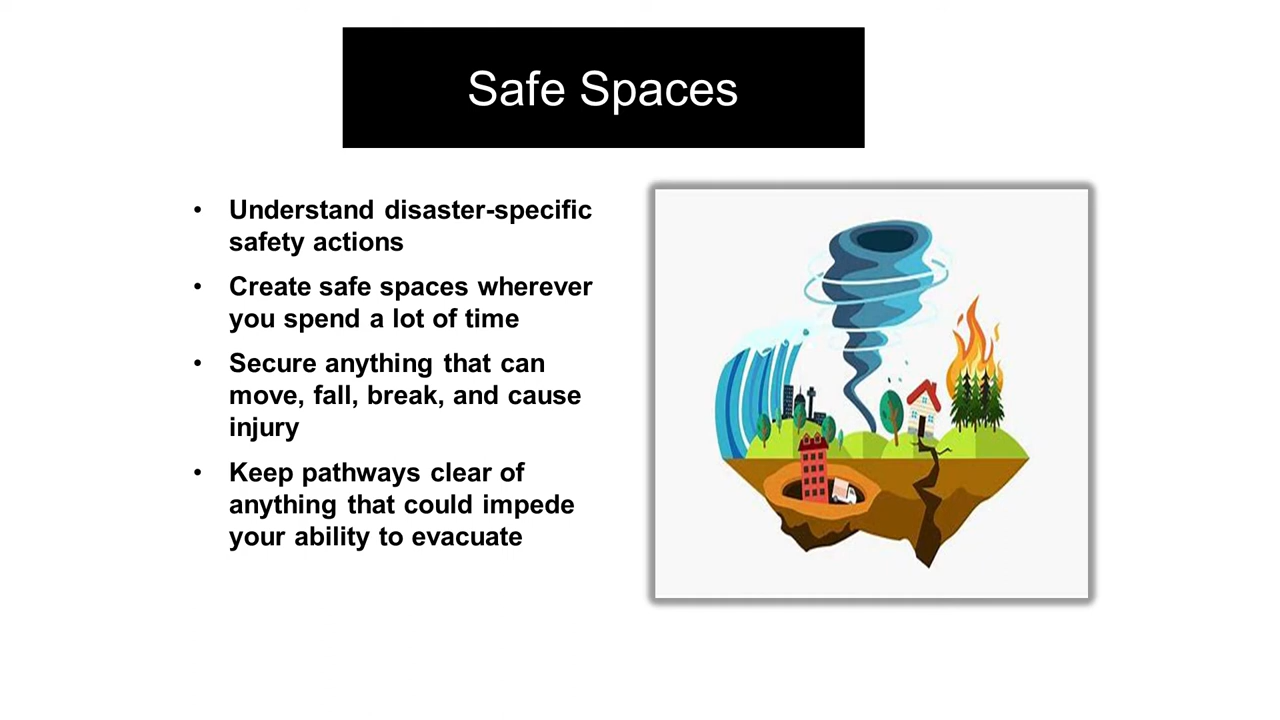 Safe Spaces
• Understand disaster-specific
safety actions
• Create safe spaces wherever
you spend a lot of time
• Secure anything that can
move, fall, break, and cause
injury
• Keep pathways clear of
anything that could impede
your ability to evacuate